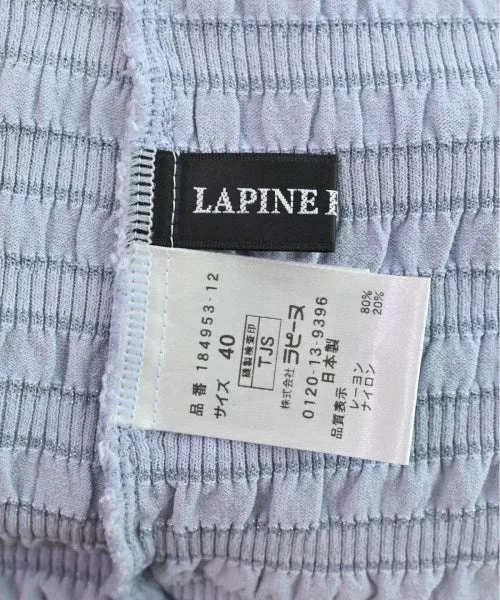 LAPINE
品番 184953-12
サイズ 40
縫製検査印 TJS
株式会社 ラピーヌ
0120-13-9396
日本製
品質表示
レーヨン 80%
ナイロン 20%